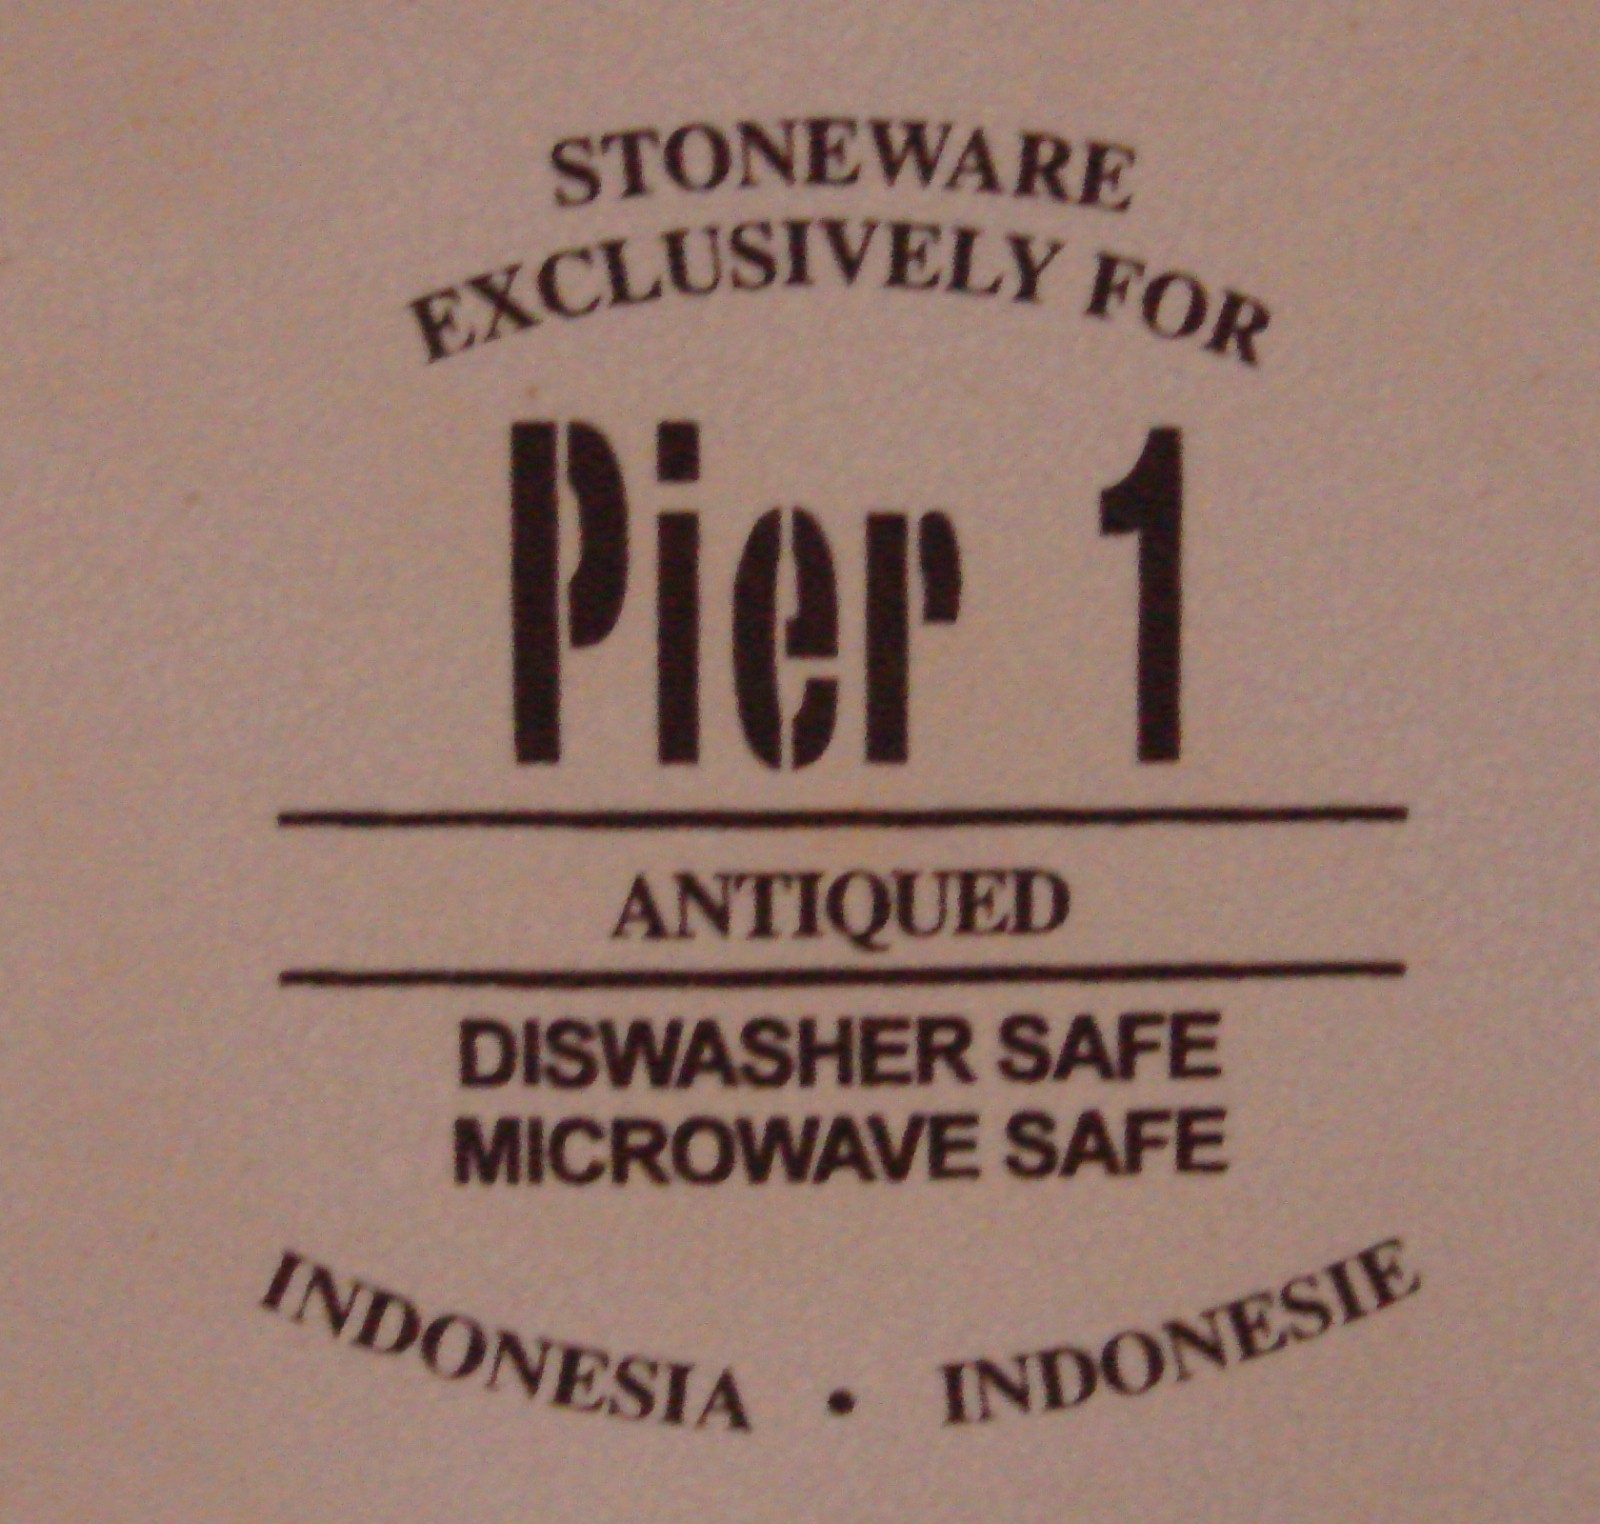 STONEWARE
EXCLUSIVELY FOR
Pier 1
ANTIQUED
DISWASHER SAFE
MICROWAVE SAFE
INDONESIA • INDONESIE